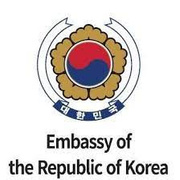 대한민국
Embassy of
the Republic of Korea